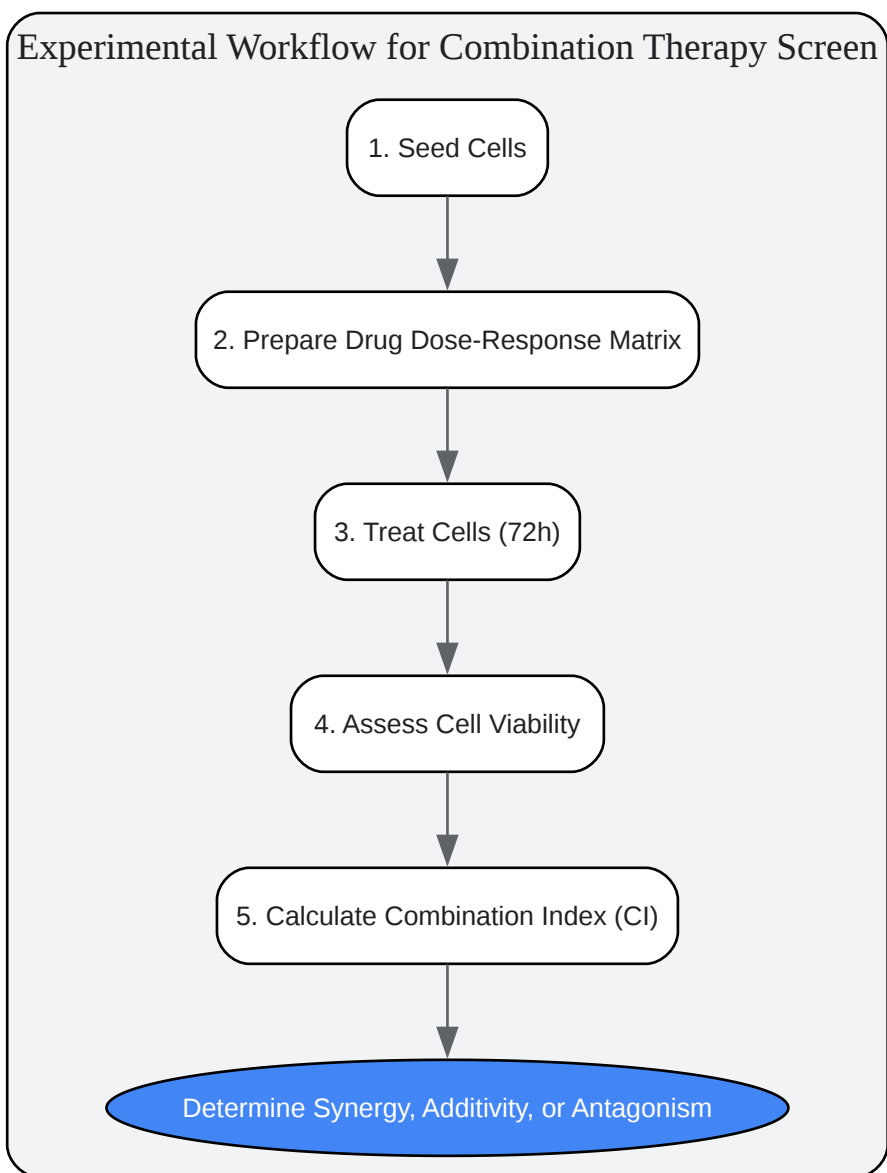 Experimental Workflow for Combination Therapy Screen
1. Seed Cells
2. Prepare Drug Dose-Response Matrix
3. Treat Cells (72h)
4. Assess Cell Viability
5. Calculate Combination Index (CI)
Determine Synergy, Additivity, or Antagonism